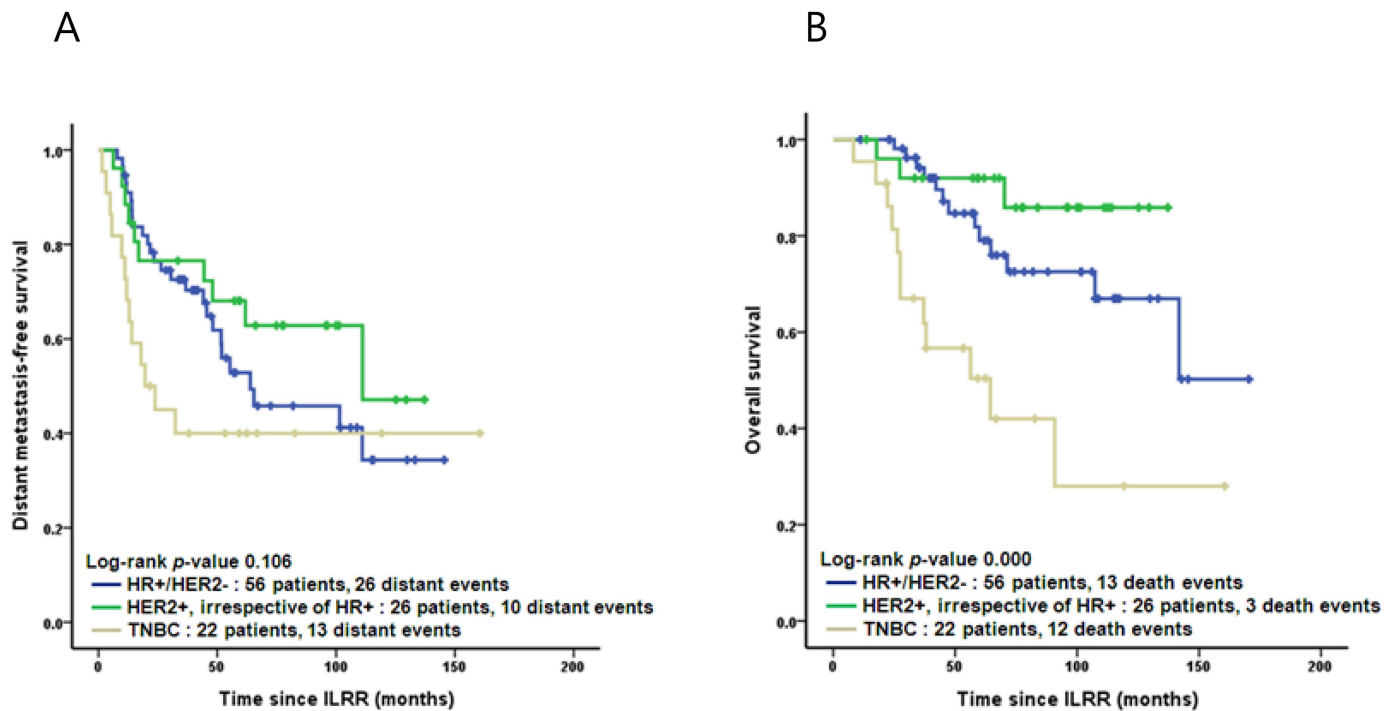 A
Distant metastasis-free survival
1.0
0.8
0.6
0.4
0.2
0.0
Log-rank p-value 0.106
HR+/HER2- : 56 patients, 26 distant events
HER2+, irrespective of HR+ : 26 patients, 10 distant events
TNBC : 22 patients, 13 distant events
0 50 100 150 200
Time since ILRR (months)
B
Overall survival
1.0
0.8
0.6
0.4
0.2
0.0
Log-rank p-value 0.000
HR+/HER2- : 56 patients, 13 death events
HER2+, irrespective of HR+ : 26 patients, 3 death events
TNBC : 22 patients, 12 death events
0 50 100 150 200
Time since ILRR (months)